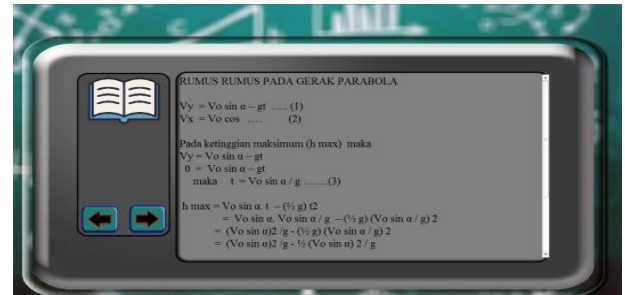 RUMUS RUMUS PADA GERAK PARABOLA
Vy = Vo sin α – gt ….. (1)
Vx = Vo cos …. (2)
Pada ketinggian maksimum (h max) maka
Vy = Vo sin α – gt
0 = Vo sin α – gt
maka t = Vo sin α / g …….(3)
h max = Vo sin α. t – (½ g) t2
= Vo sin α. Vo sin α / g – (½ g) (Vo sin α / g) 2
= (Vo sin α)2 /g - (½ g) (Vo sin α / g) 2
= (Vo sin α)2 /g - ½ (Vo sin α) 2 / g